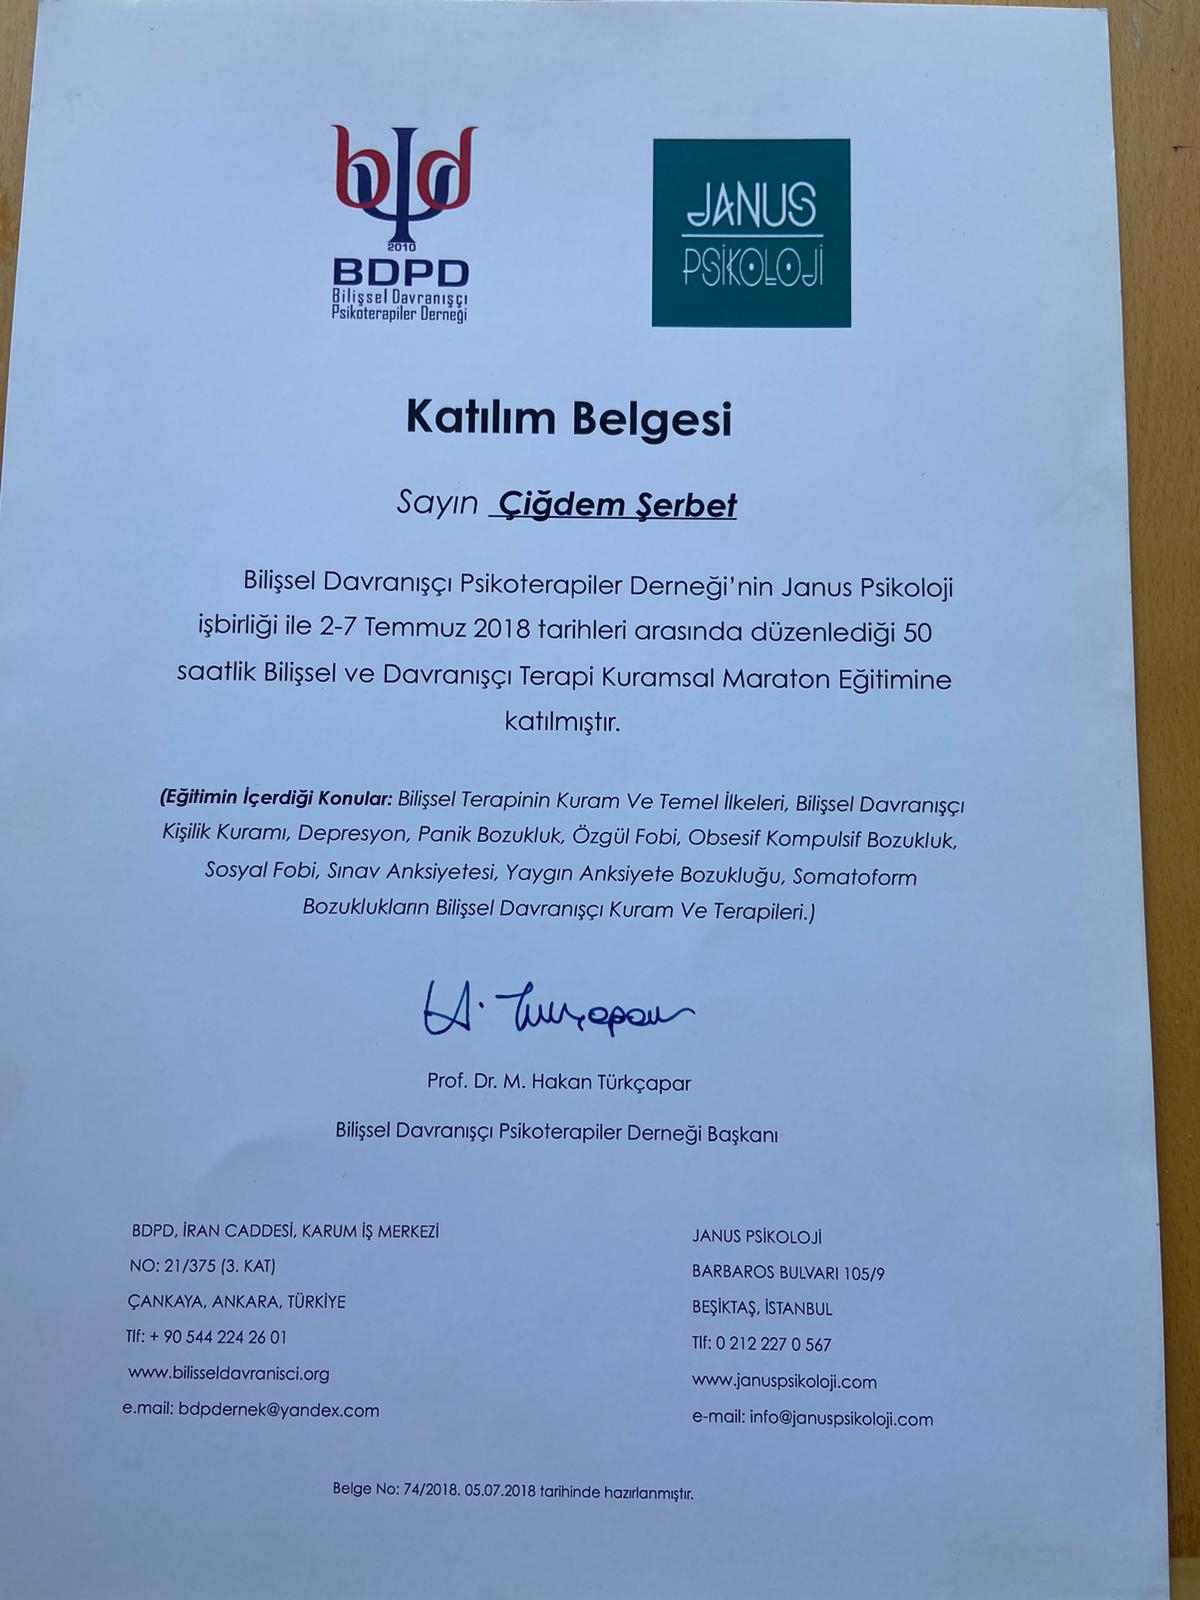 bψd
2010
BDPD
Bilişsel Davranışçı
Psikoterapiler Derneği
JANUS
PSİKOLOJİ
Katılım Belgesi
Sayın Çiğdem Şerbet
Bilişsel Davranışçı Psikoterapiler Derneği’nin Janus Psikoloji
işbirliği ile 2-7 Temmuz 2018 tarihleri arasında düzenlediği 50
saatlik Bilişsel ve Davranışçı Terapi Kuramsal Maraton Eğitimine
katılmıştır.
(Eğitimin İçerdiği Konular: Bilişsel Terapinin Kuram Ve Temel İlkeleri, Bilişsel Davranışçı
Kişilik Kuramı, Depresyon, Panik Bozukluk, Özgül Fobi, Obsesif Kompulsif Bozukluk,
Sosyal Fobi, Sınav Anksiyetesi, Yaygın Anksiyete Bozukluğu, Somatoform
Bozuklukların Bilişsel Davranışçı Kuram Ve Terapileri.)
H. Türkçapar
Prof. Dr. M. Hakan Türkçapar
Bilişsel Davranışçı Psikoterapiler Derneği Başkanı
BDPD, İRAN CADDESİ, KARUM İŞ MERKEZİ
NO: 21/375 (3. KAT)
ÇANKAYA, ANKARA, TÜRKİYE
Tlf: + 90 544 224 26 01
www.bilisseldavranisci.org
e.mail: bdpdernek@yandex.com
JANUS PSİKOLOJİ
BARBAROS BULVARI 105/9
BEŞİKTAŞ, İSTANBUL
Tlf: 0 212 227 0 567
www.januspsikoloji.com
e-mail: info@januspsikoloji.com
Belge No: 74/2018. 05.07.2018 tarihinde hazırlanmıştır.